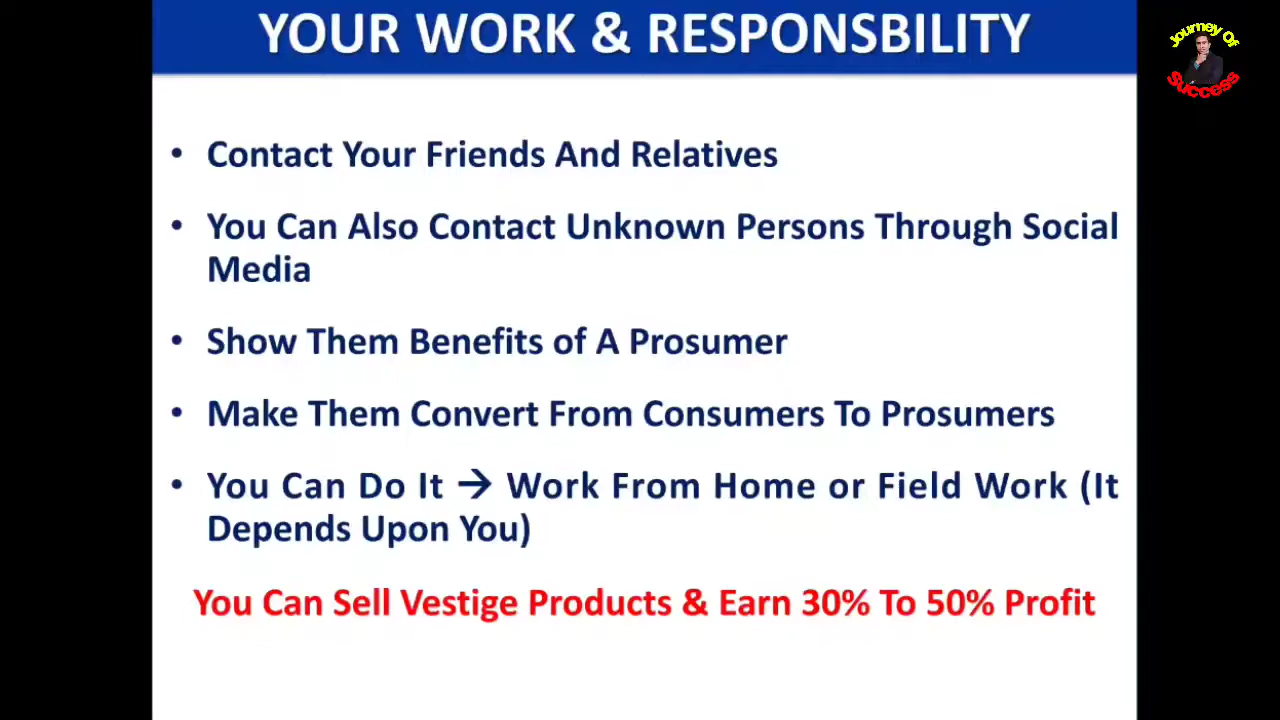 YOUR WORK & RESPONSBILITY
Journey Of
Success
• Contact Your Friends And Relatives
• You Can Also Contact Unknown Persons Through Social
Media
• Show Them Benefits of A Prosumer
• Make Them Convert From Consumers To Prosumers
• You Can Do It → Work From Home or Field Work (It
Depends Upon You)
You Can Sell Vestige Products & Earn 30% To 50% Profit